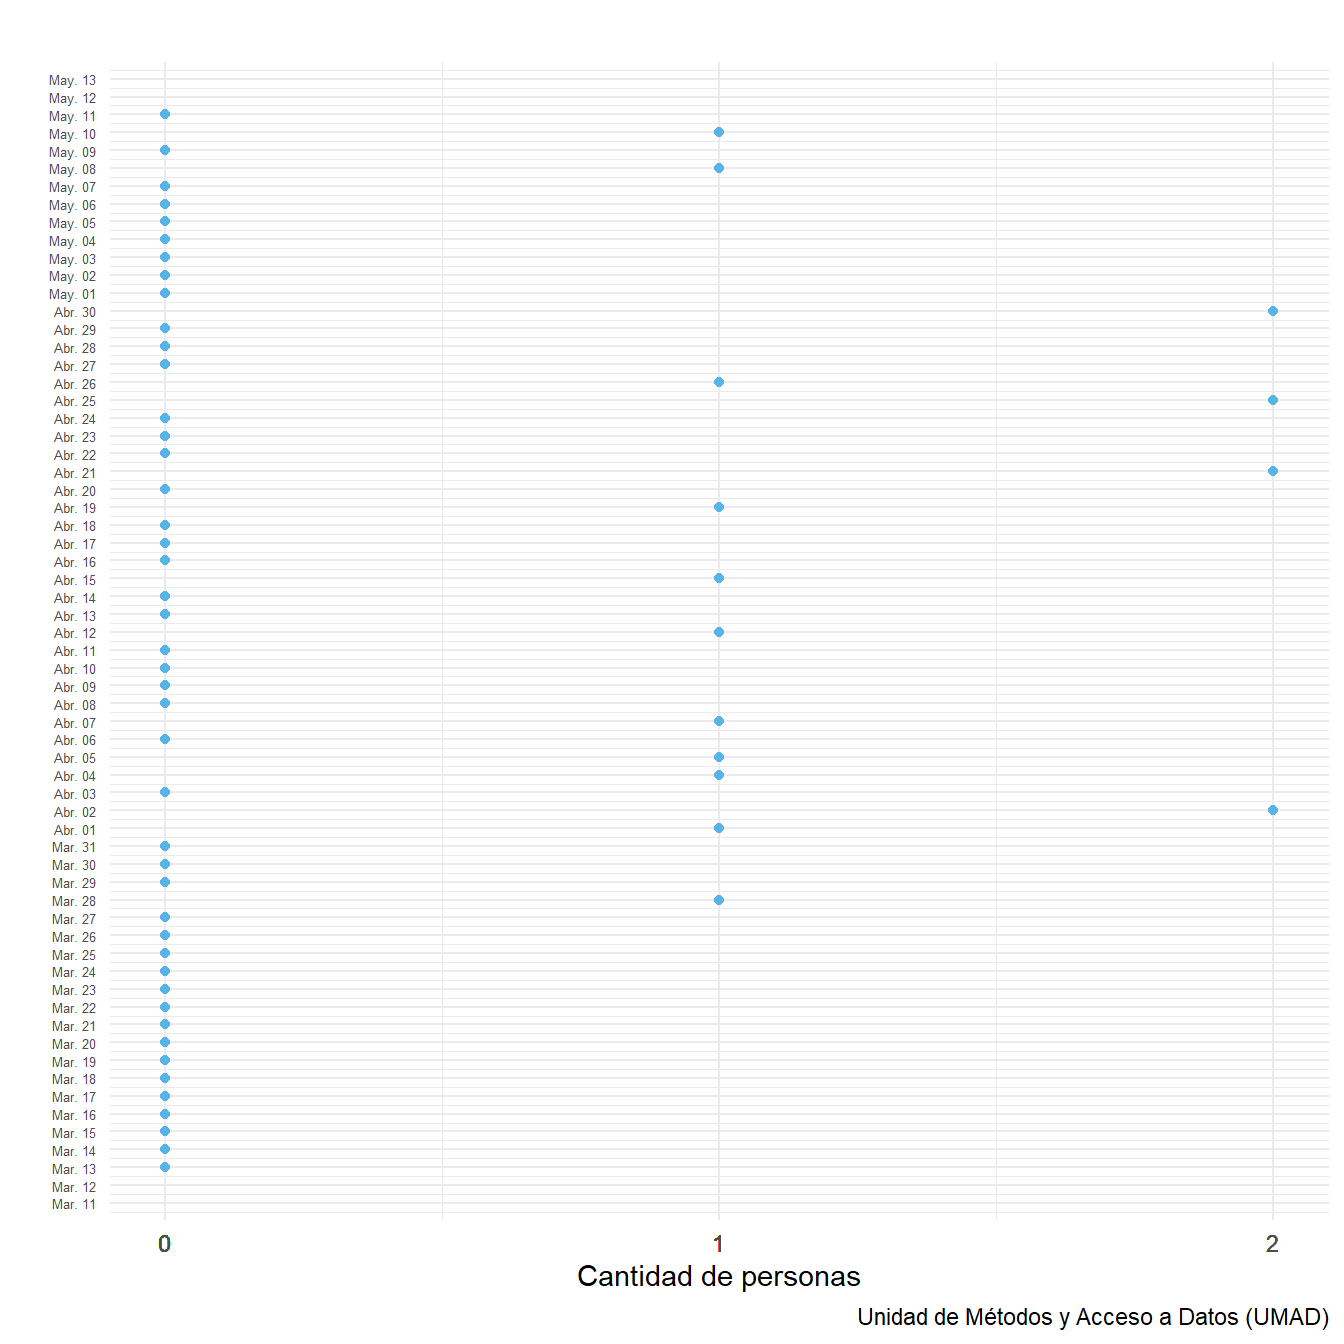 May. 13
May. 12
May. 11
May. 10
May. 09
May. 08
May. 07
May. 06
May. 05
May. 04
May. 03
May. 02
May. 01
Abr. 30
Abr. 29
Abr. 28
Abr. 27
Abr. 26
Abr. 25
Abr. 24
Abr. 23
Abr. 22
Abr. 21
Abr. 20
Abr. 19
Abr. 18
Abr. 17
Abr. 16
Abr. 15
Abr. 14
Abr. 13
Abr. 12
Abr. 11
Abr. 10
Abr. 09
Abr. 08
Abr. 07
Abr. 06
Abr. 05
Abr. 04
Abr. 03
Abr. 02
Abr. 01
Mar. 31
Mar. 30
Mar. 29
Mar. 28
Mar. 27
Mar. 26
Mar. 25
Mar. 24
Mar. 23
Mar. 22
Mar. 21
Mar. 20
Mar. 19
Mar. 18
Mar. 17
Mar. 16
Mar. 15
Mar. 14
Mar. 13
Mar. 12
Mar. 11
0 1 2
Cantidad de personas
Unidad de Métodos y Acceso a Datos (UMAD)